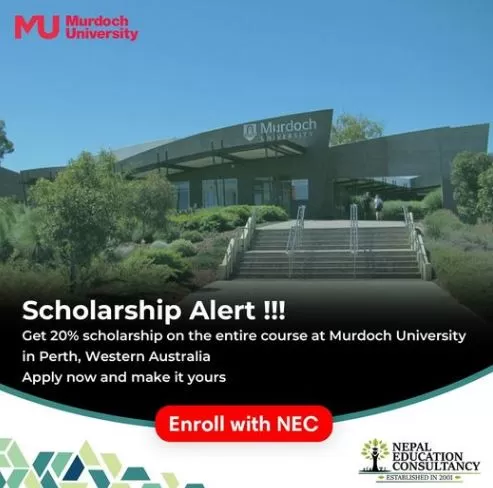 MU Murdoch
University
Murdoch
UNIVERSITY
Scholarship Alert !!!
Get 20% scholarship on the entire course at Murdoch University
in Perth, Western Australia
Apply now and make it yours
Enroll with NEC
NEPAL
EDUCATION
CONSULTANCY
ESTABLISHED IN 2001